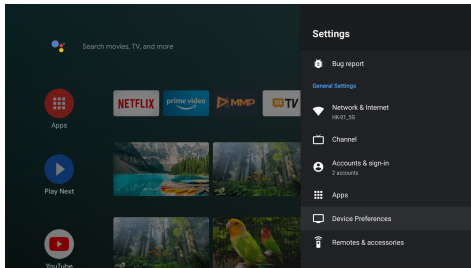 Search movies, TV, and more
NETFLIX
prime video
MMP
TV
Apps
Play Next
YouTube
Settings
Bug report
General Settings
Network & Internet
HK-01_5G
Channel
Accounts & sign-in
2 accounts
Apps
Device Preferences
Remotes & accessories